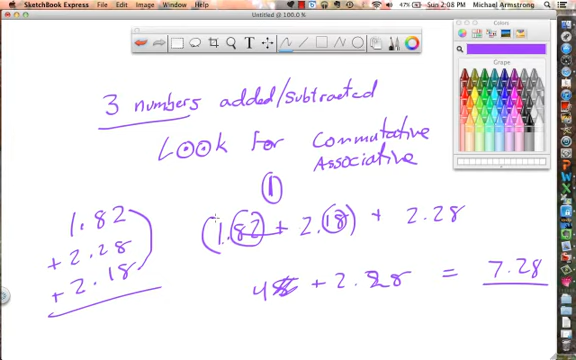 SketchBook Express File Edit Image Window Help 47% Sun 2:08 PM Michael Armstrong
Untitled @ 100.0 %
Colors
Grape
3 numbers added/subtracted
Look For Commutative
Associative
1
1.82
+ 2.28
+ 2.18
(1.82 + 2.18) + 2.28
4 + 2.28 = 7.28